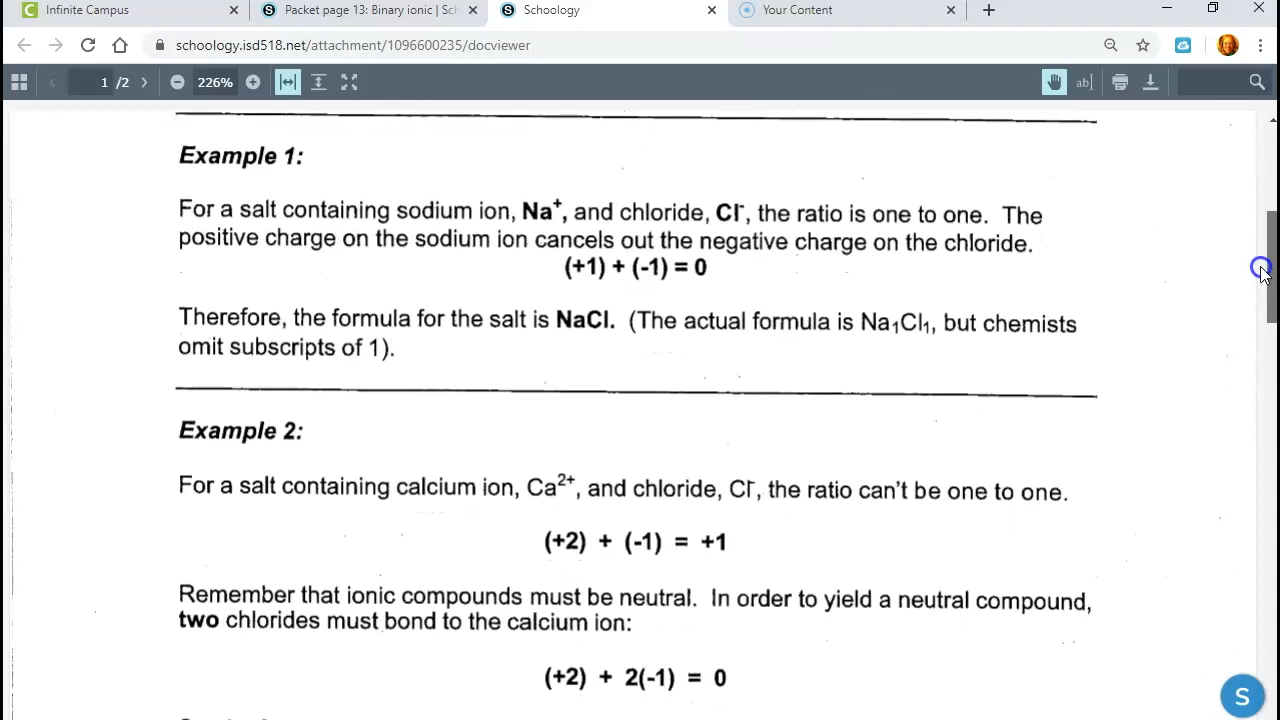 Infinite Campus
Packet page 13: Binary ionic | Sc
Schoology
Your Content
schoology.isd518.net/attachment/1096600235/docviewer
1 /2
226%
ab
Example 1:
For a salt containing sodium ion, Na⁺, and chloride, Cl⁻, the ratio is one to one. The
positive charge on the sodium ion cancels out the negative charge on the chloride.
(+1) + (-1) = 0
Therefore, the formula for the salt is NaCl. (The actual formula is Na₁Cl₁, but chemists
omit subscripts of 1).
Example 2:
For a salt containing calcium ion, Ca²⁺, and chloride, Cl⁻, the ratio can't be one to one.
(+2) + (-1) = +1
Remember that ionic compounds must be neutral. In order to yield a neutral compound,
two chlorides must bond to the calcium ion:
(+2) + 2(-1) = 0
S